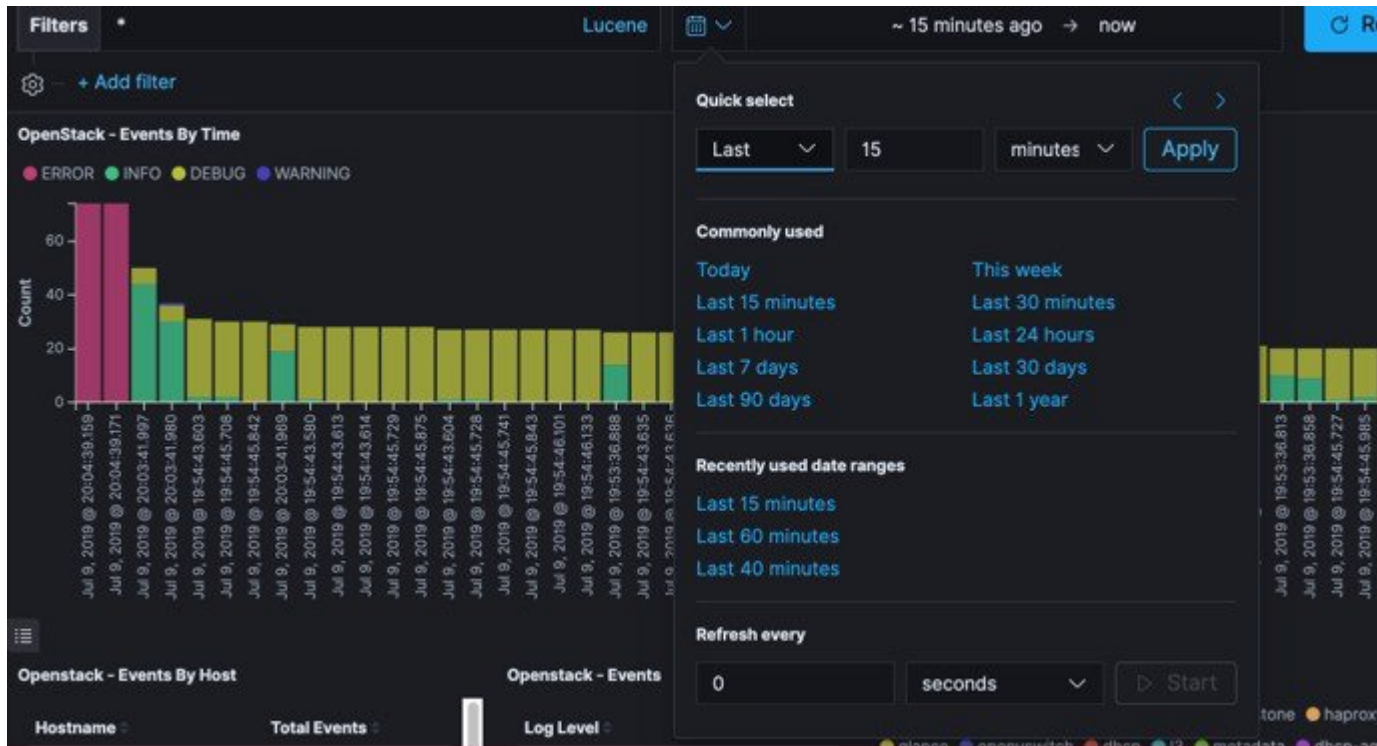 Filters * Lucene ~ 15 minutes ago → now
+ Add filter
OpenStack - Events By Time
ERROR INFO DEBUG WARNING
Quick select
Last 15 minutes Apply
Commonly used
Today This week
Last 15 minutes Last 30 minutes
Last 1 hour Last 24 hours
Last 7 days Last 30 days
Last 90 days Last 1 year
Recently used date ranges
Last 15 minutes
Last 60 minutes
Last 40 minutes
Refresh every
0 seconds Start
Count
60
40
20
0
Jul 9, 2019 @ 20:04:39.159
Jul 9, 2019 @ 20:04:39.171
Jul 9, 2019 @ 20:03:41.997
Jul 9, 2019 @ 20:03:41.980
Jul 9, 2019 @ 19:54:43.603
Jul 9, 2019 @ 19:54:45.708
Jul 9, 2019 @ 19:54:45.842
Jul 9, 2019 @ 20:03:41.969
Jul 9, 2019 @ 19:54:43.580
Jul 9, 2019 @ 19:54:43.613
Jul 9, 2019 @ 19:54:43.614
Jul 9, 2019 @ 19:54:45.729
Jul 9, 2019 @ 19:54:45.875
Jul 9, 2019 @ 19:54:43.604
Jul 9, 2019 @ 19:54:45.728
Jul 9, 2019 @ 19:54:45.741
Jul 9, 2019 @ 19:54:45.843
Jul 9, 2019 @ 19:54:46.101
Jul 9, 2019 @ 19:54:46.133
Jul 9, 2019 @ 19:53:36.888
Jul 9, 2019 @ 19:54:43.635
Jul 9, 2019 @ 19:53:36.813
Jul 9, 2019 @ 19:53:36.858
Jul 9, 2019 @ 19:54:45.727
Jul 9, 2019 @ 19:54:45.985
Openstack - Events By Host Openstack - Events
Hostname Total Events Log Level
tone haprox
glance openvswitch dhcp l3 metadata